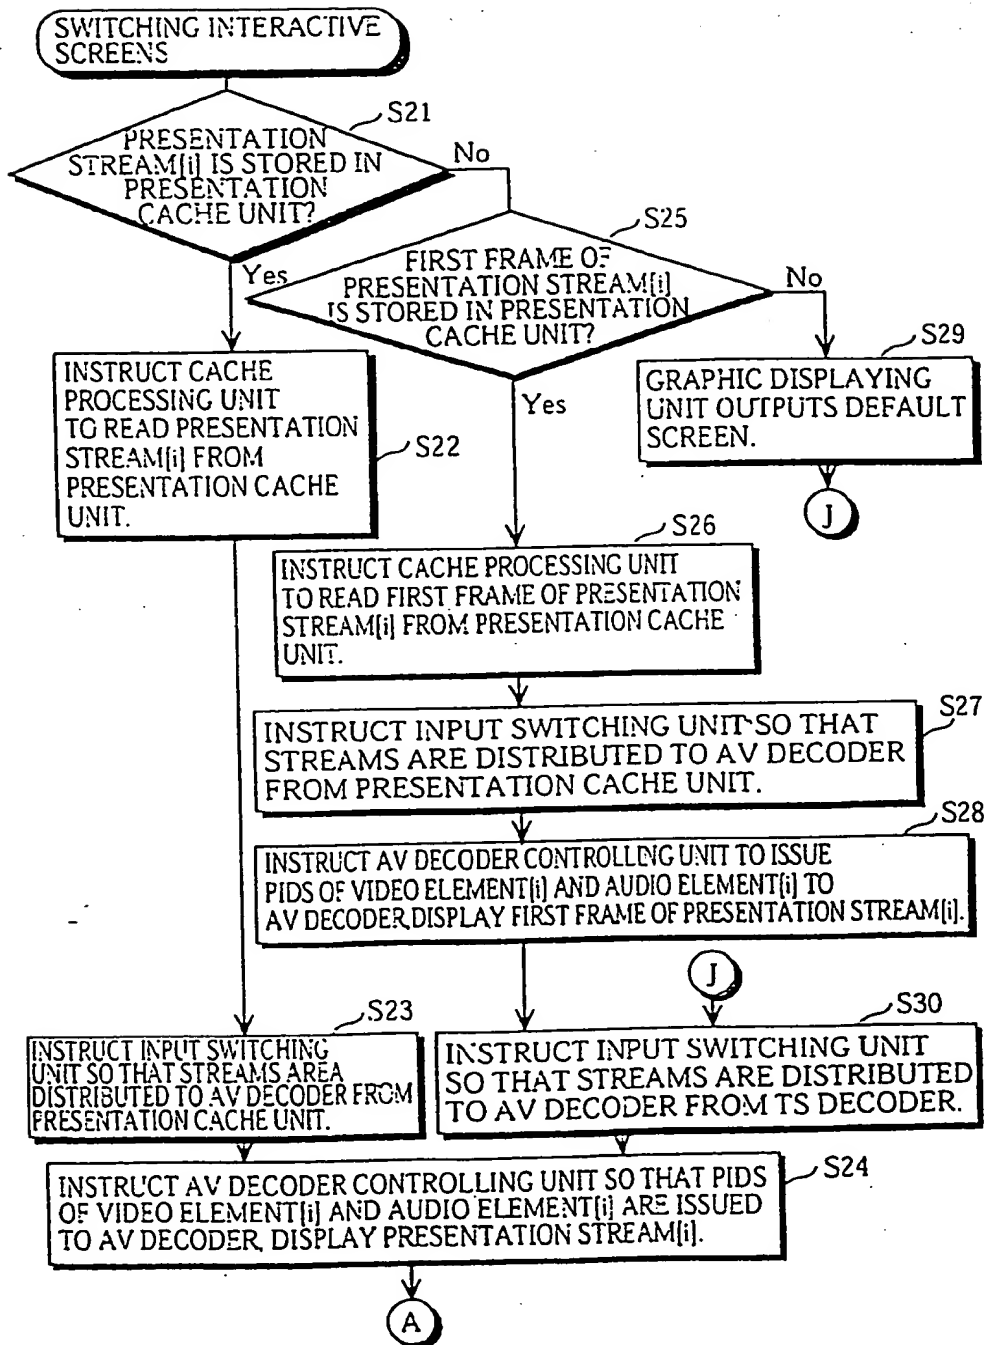 SWITCHING INTERACTIVE
SCREENS
S21
PRESENTATION
STREAM[i] IS STORED IN
PRESENTATION
CACHE UNIT?
No
Yes
S25
FIRST FRAME OF
PRESENTATION STREAM[i]
IS STORED IN PRESENTATION
CACHE UNIT?
No
Yes
S22
INSTRUCT CACHE
PROCESSING UNIT
TO READ PRESENTATION
STREAM[i] FROM
PRESENTATION CACHE
UNIT.
S29
GRAPHIC DISPLAYING
UNIT OUTPUTS DEFAULT
SCREEN.
J
S26
INSTRUCT CACHE PROCESSING UNIT
TO READ FIRST FRAME OF PRESENTATION
STREAM[i] FROM PRESENTATION CACHE
UNIT.
S27
INSTRUCT INPUT SWITCHING UNIT SO THAT
STREAMS ARE DISTRIBUTED TO AV DECODER
FROM PRESENTATION CACHE UNIT.
S28
INSTRUCT AV DECODER CONTROLLING UNIT TO ISSUE
PIDS OF VIDEO ELEMENT[i] AND AUDIO ELEMENT[i] TO
AV DECODER, DISPLAY FIRST FRAME OF PRESENTATION STREAM[i].
J
S23
INSTRUCT INPUT SWITCHING
UNIT SO THAT STREAMS AREA
DISTRIBUTED TO AV DECODER FROM
PRESENTATION CACHE UNIT.
S30
INSTRUCT INPUT SWITCHING UNIT
SO THAT STREAMS ARE DISTRIBUTED
TO AV DECODER FROM TS DECODER.
S24
INSTRUCT AV DECODER CONTROLLING UNIT SO THAT PIDS
OF VIDEO ELEMENT[i] AND AUDIO ELEMENT[i] ARE ISSUED
TO AV DECODER, DISPLAY PRESENTATION STREAM[i].
A